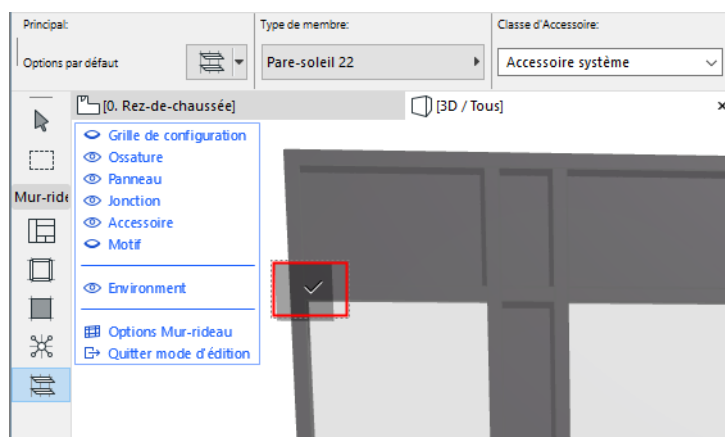 Principal:
Type de membre:
Classe d'Accessoire:
Options par défaut
Pare-soleil 22
Accessoire système
[0. Rez-de-chaussée]
[3D / Tous]
Grille de configuration
Ossature
Panneau
Jonction
Accessoire
Motif
Mur-ride
Environment
Options Mur-rideau
Quitter mode d'édition